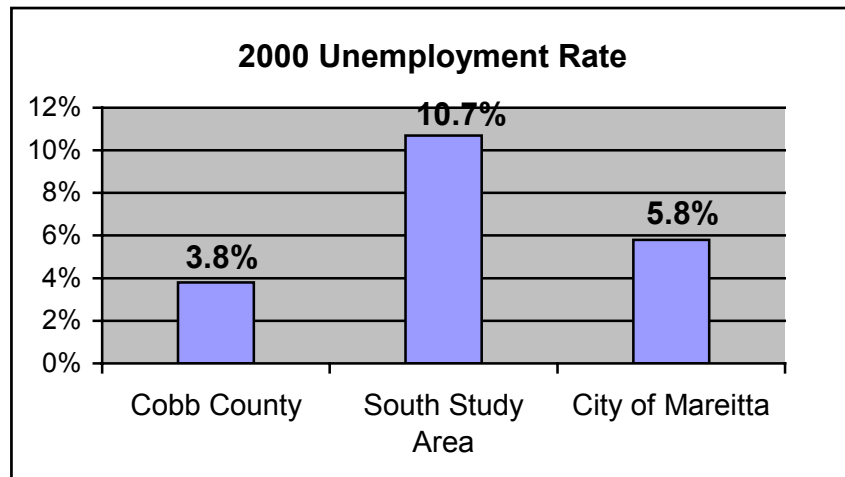 2000 Unemployment Rate
12%
10%
8%
6%
4%
2%
0%
3.8%
10.7%
5.8%
Cobb County
South Study
Area
City of Mareitta